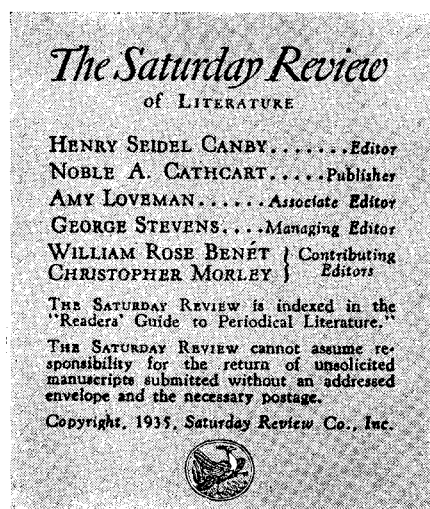 The Saturday Review
of LITERATURE
HENRY SEIDEL CANBY.......Editor
NOBLE A. CATHCART.....Publisher
AMY LOVEMAN......Associate Editor
GEORGE STEVENS....Managing Editor
WILLIAM ROSE BENÉT } Contributing
CHRISTOPHER MORLEY } Editors
THE SATURDAY REVIEW is indexed in the
"Readers' Guide to Periodical Literature."
THE SATURDAY REVIEW cannot assume re-
sponsibility for the return of unsolicited
manuscripts submitted without an addressed
envelope and the necessary postage.
Copyright, 1935, Saturday Review Co., Inc.